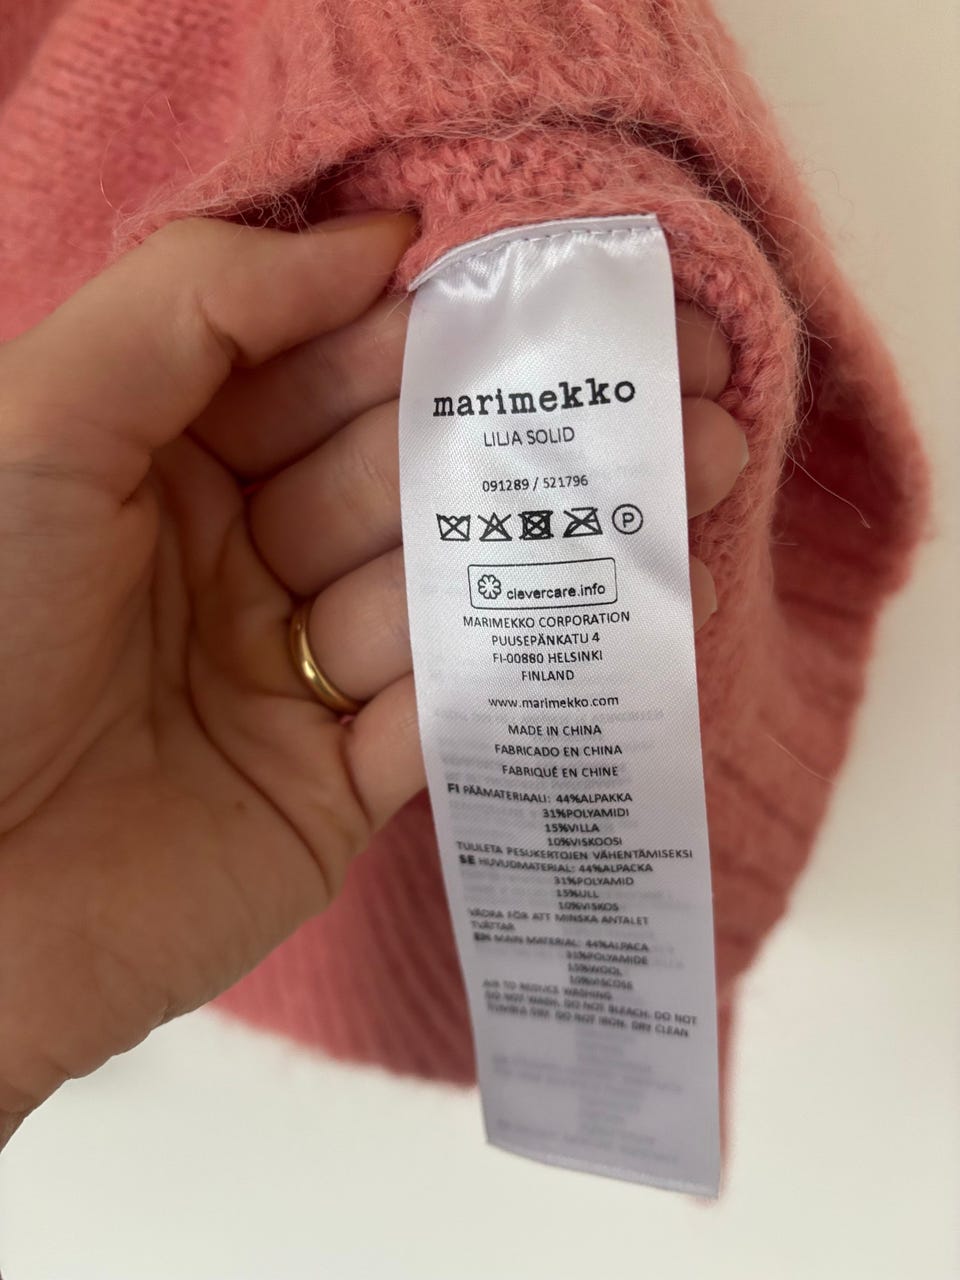 marimekko
LILJA SOLID
091289 / 521796
P
clevercare.info
MARIMEKKO CORPORATION
PUUSEPÄNKATU 4
FI-00880 HELSINKI
FINLAND
www.marimekko.com
MADE IN CHINA
FABRICADO EN CHINA
FABRIQUÉ EN CHINE
FI PÄÄMATERIAALI: 44%ALPAKKA
31%POLYAMIDI
15%VILLA
10%VISKOOSI
TUULETA PESUKERTOJEN VÄHENTÄMISEKSI
SE HUVUDMATERIAL: 44%ALPACKA
31%POLYAMID
15%ULL
10%VISKOS
VÄDRA FÖR ATT MINSKA ANTALET
TVÄTTAR
EN MAIN MATERIAL: 44%ALPACA
31%POLYAMIDE
15%WOOL
10%VISCOSE
AIR TO REDUCE WASHING
DO NOT WASH. DO NOT BLEACH. DO NOT
TUMBLE DRY. DO NOT IRON. DRY CLEAN